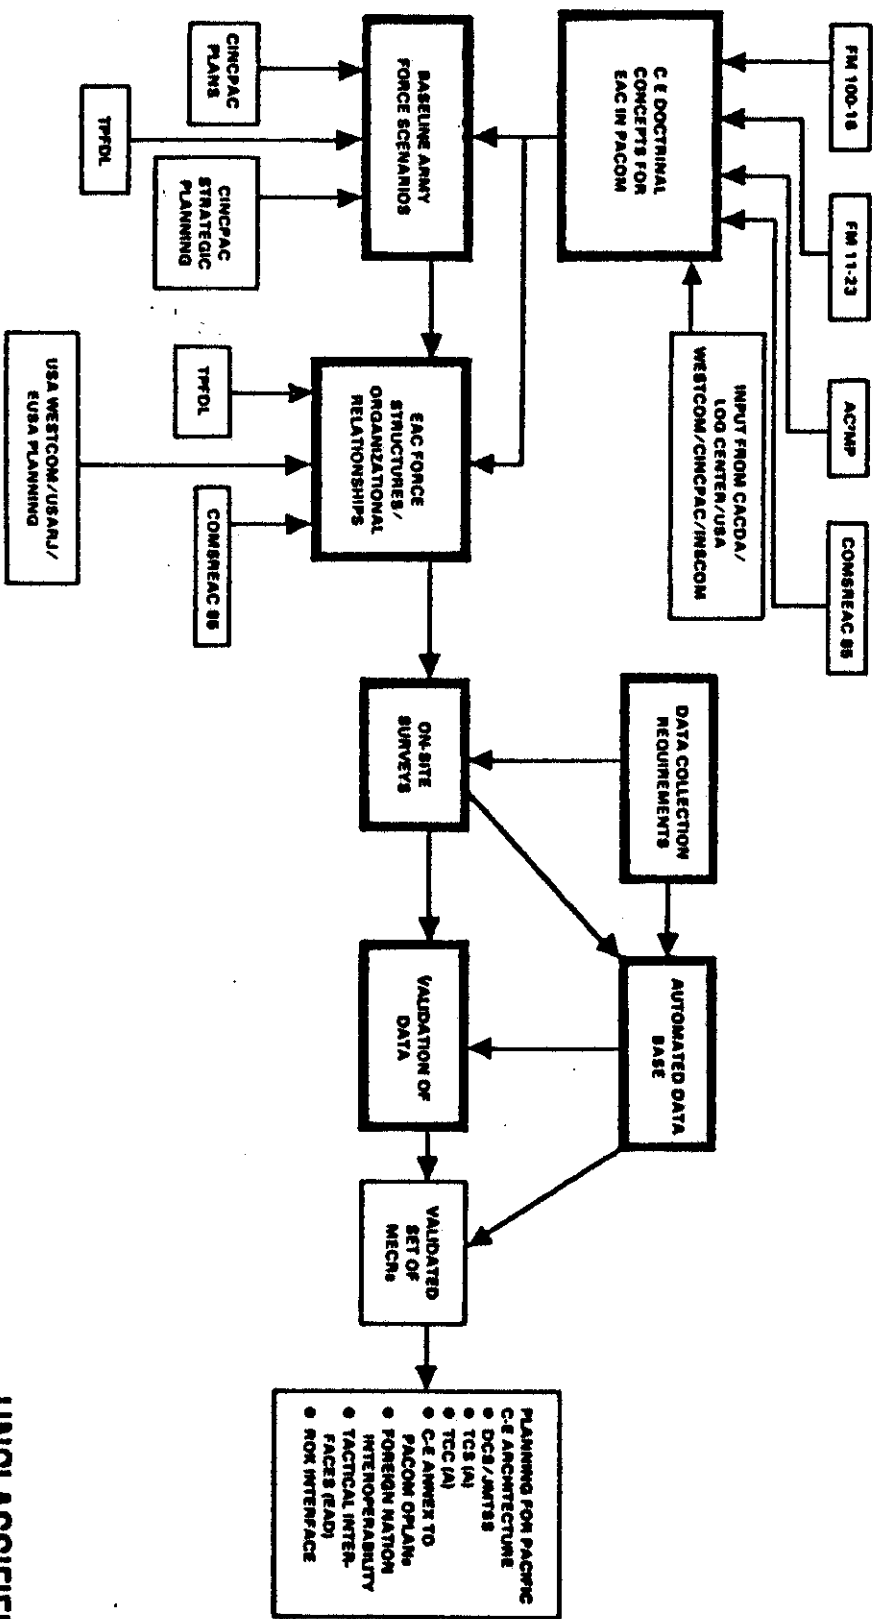 FM 100-16
FM 11-23
AC²MP
COMSREAC 85
C E DOCTRINAL
CONCEPTS FOR
EAC IN PACOM
INPUT FROM CACDA/
LOG CENTER/USA
WESTCOM/CINCPAC/INSCOM
DATA COLLECTION
REQUIREMENTS
AUTOMATED DATA
BASE
BASELINE ARMY
FORCE SCENARIOS
EAC FORCE
STRUCTURES/
ORGANIZATIONAL
RELATIONSHIPS
ON-SITE
SURVEYS
VALIDATION OF
DATA
VALIDATED
SET OF
MECRs
PLANNING FOR PACIFIC
C-E ARCHITECTURE
● DCS/JMTSS
● TCS (A)
● TCC (A)
● C-E ANNEX TO
PACOM OPLANs
● FOREIGN NATION
INTEROPERABILITY
● TACTICAL INTER-
FACES (EAD)
● ROK INTERFACE
CINCPAC
PLANS
TPFDL
CINCPAC
STRATEGIC
PLANNING
TPFDL
COMSREAC 85
USA WESTCOM/USARJ/
EUSA PLANNING